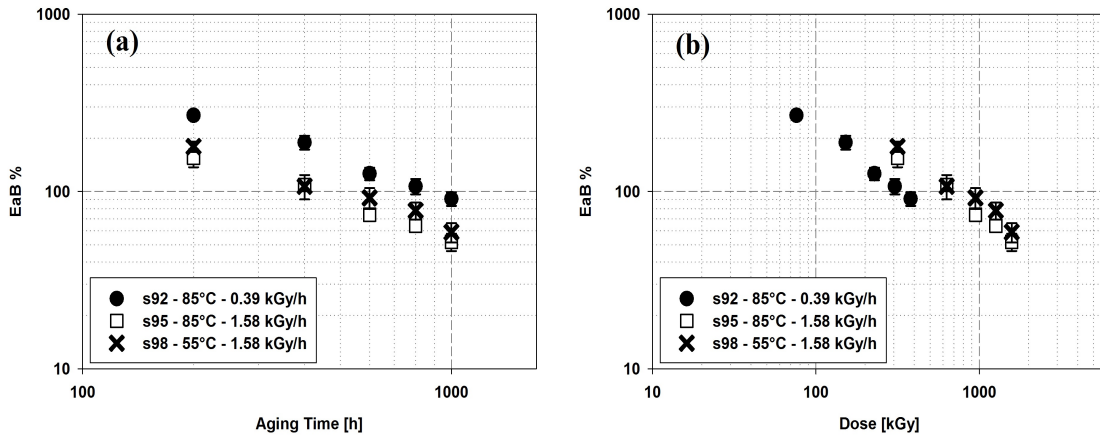 (a)
1000
100
10
EaB %
s92 - 85°C - 0.39 kGy/h
s95 - 85°C - 1.58 kGy/h
s98 - 55°C - 1.58 kGy/h
100
1000
Aging Time [h]
(b)
1000
100
10
EaB %
s92 - 85°C - 0.39 kGy/h
s95 - 85°C - 1.58 kGy/h
s98 - 55°C - 1.58 kGy/h
10
100
1000
Dose [kGy]